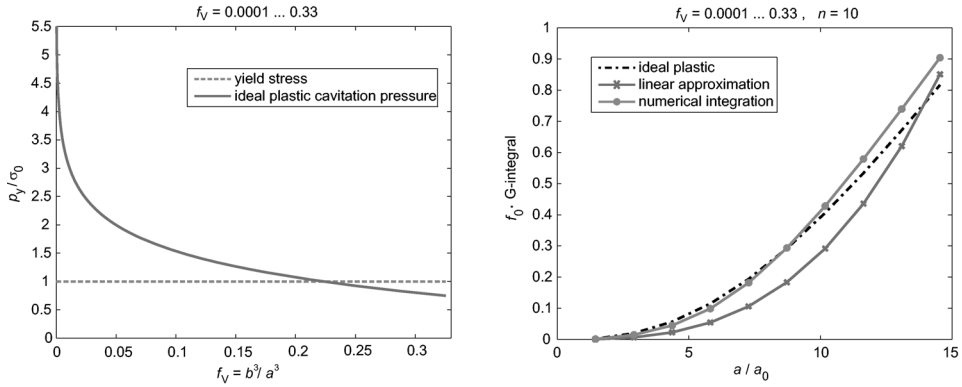 f_V = 0.0001 ... 0.33
5.5
5
4.5
4
3.5
3
2.5
2
1.5
1
0.5
0
p_y/σ_0
yield stress
ideal plastic cavitation pressure
0 0.05 0.1 0.15 0.2 0.25 0.3
f_V = b^3/ a^3
f_V = 0.0001 ... 0.33 , n = 10
0.9
0.8
0.7
0.6
0.5
0.4
0.3
0.2
0.1
0
f_0· G-integral
ideal plastic
linear approximation
numerical integration
0 5 10 15
a / a_0